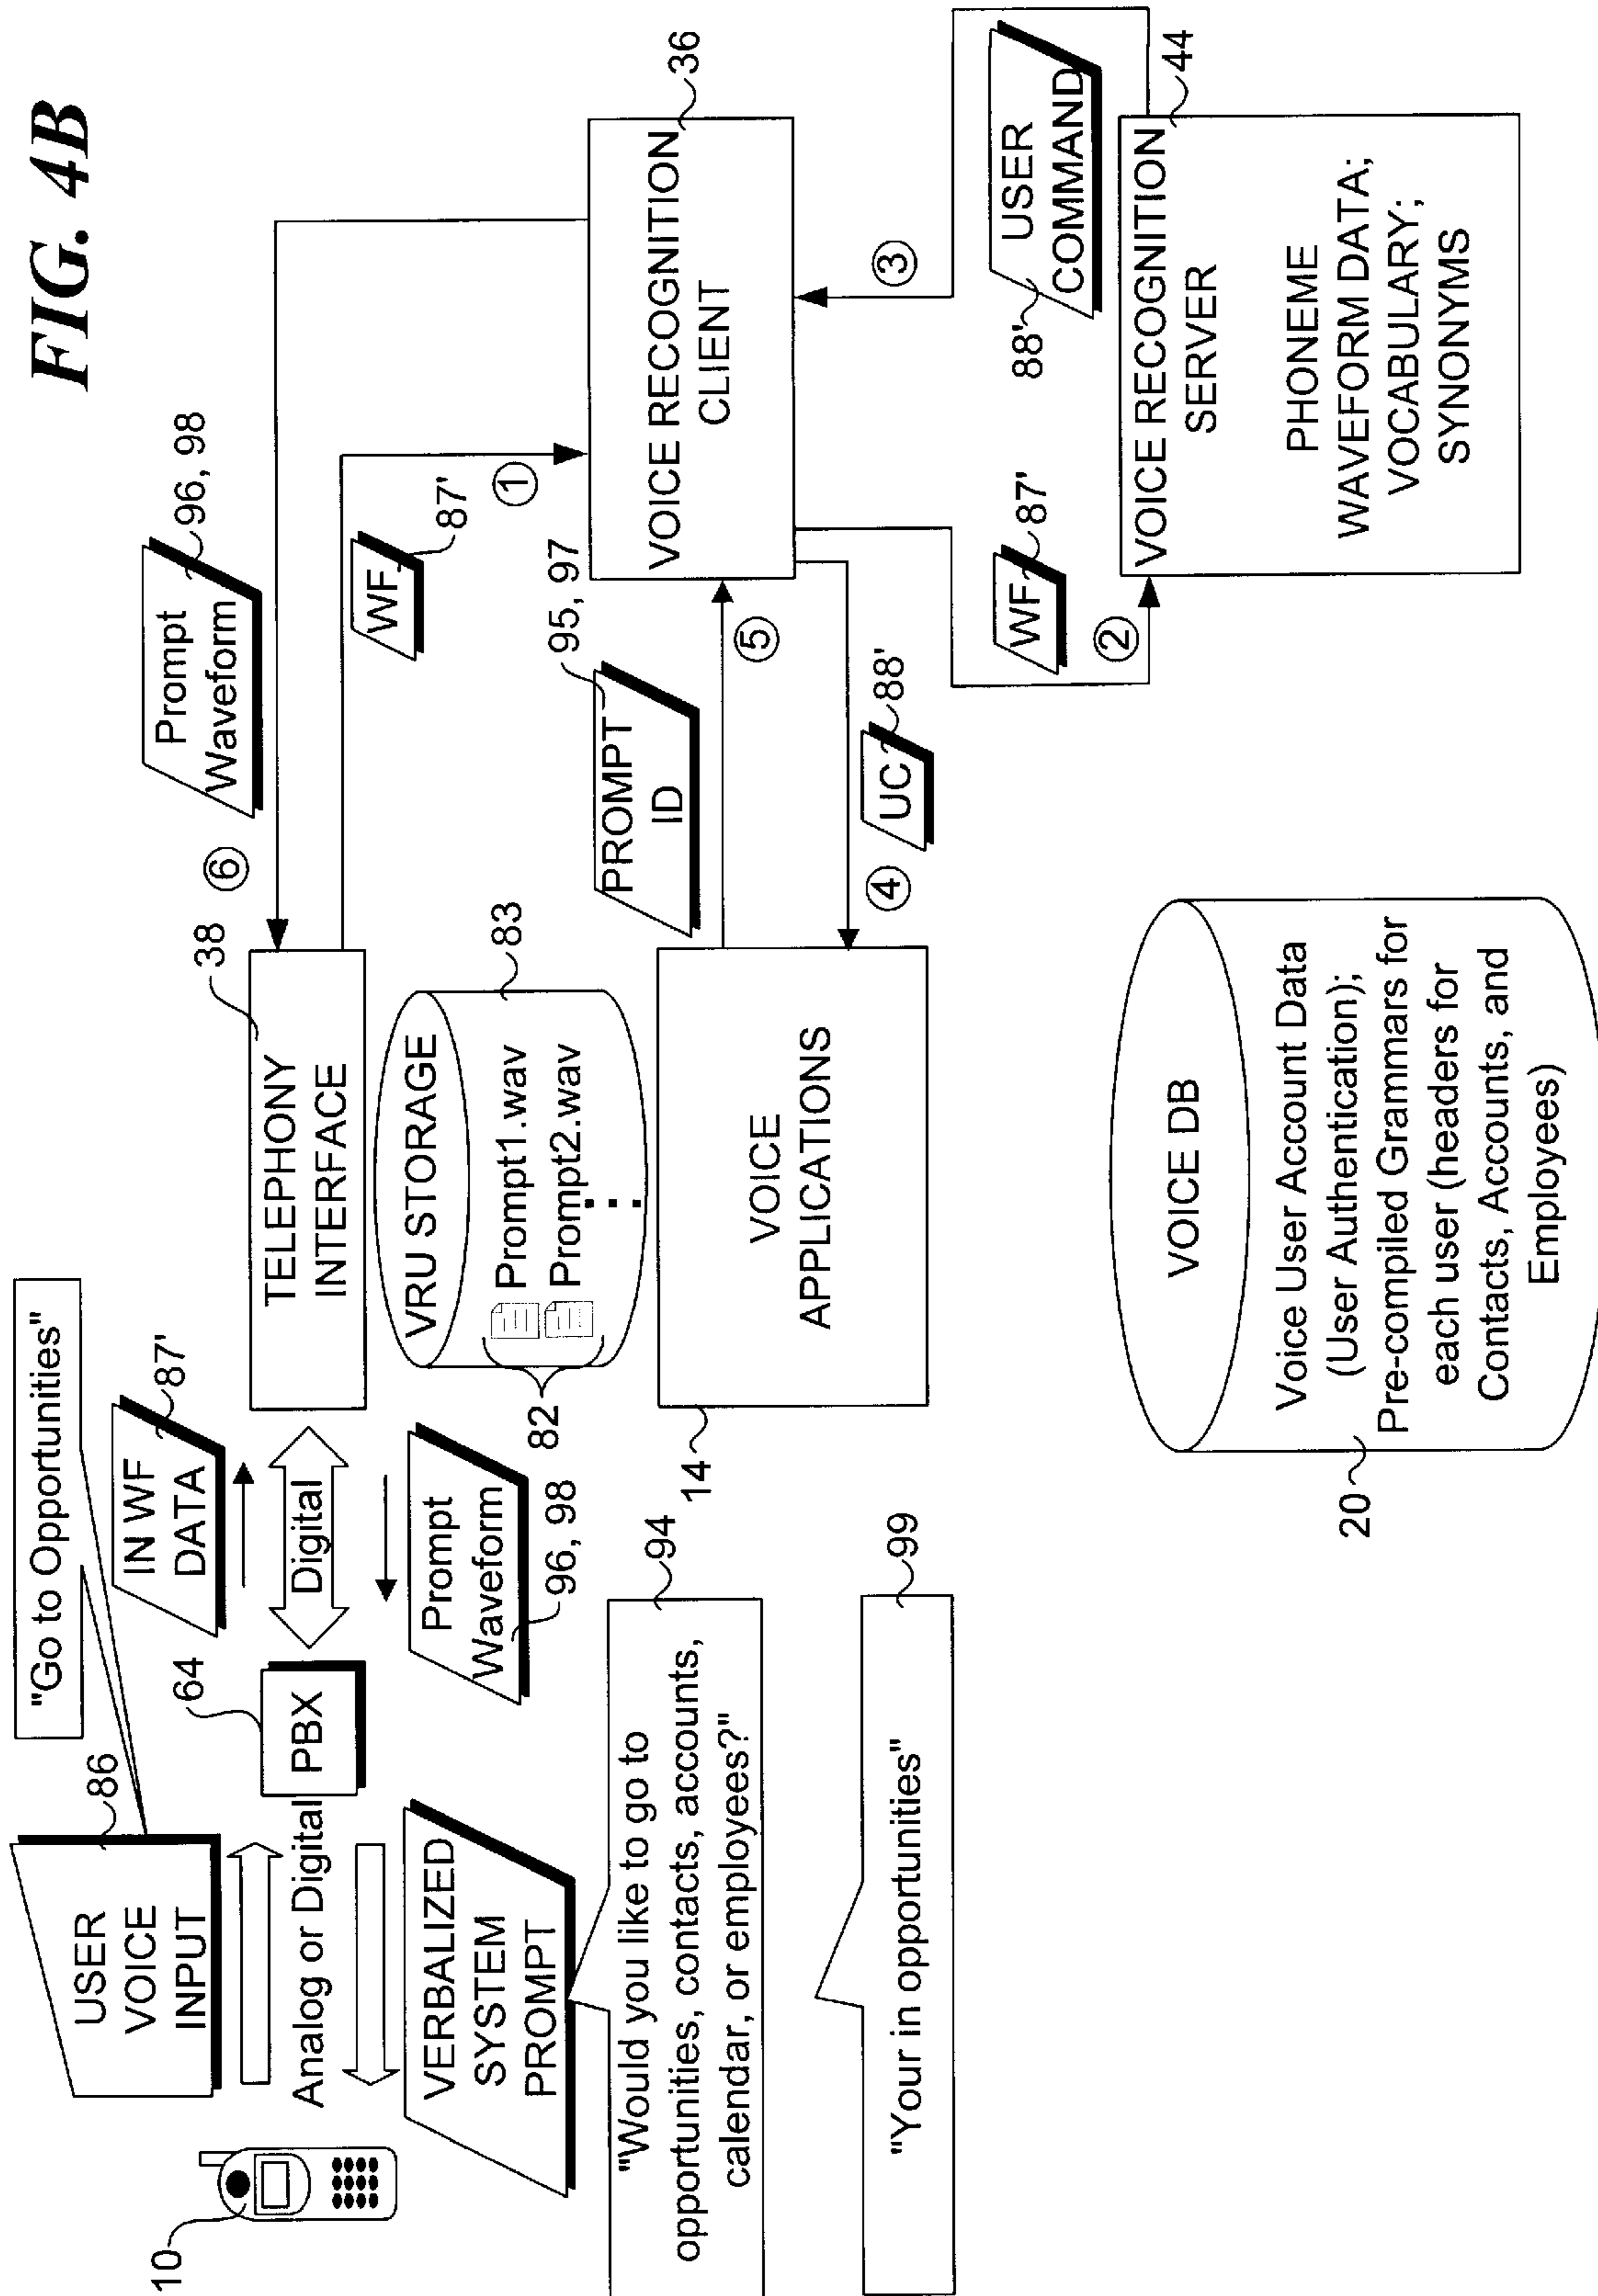 FIG. 4B
"Go to Opportunities"
86
USER
VOICE
INPUT
10
Analog or Digital
64
PBX
IN WF
DATA
87'
Digital
Prompt
Waveform
96, 98
VERBALIZED
SYSTEM
PROMPT
"Would you like to go to
opportunities, contacts, accounts,
calendar, or employees?"
94
"Your in opportunities"
99
38
TELEPHONY
INTERFACE
VRU STORAGE
83
Prompt1.wav
Prompt2.wav
82
VOICE
APPLICATIONS
14
6
Prompt
Waveform
96, 98
WF
87'
1
PROMPT
ID
95, 97
5
4
UC
88'
VOICE RECOGNITION
CLIENT
36
3
USER
COMMAND
88'
WF
87'
2
VOICE RECOGNITION
SERVER
44
PHONEME
WAVEFORM DATA;
VOCABULARY;
SYNONYMS
VOICE DB
Voice User Account Data
(User Authentication);
Pre-compiled Grammars for
each user (headers for
Contacts, Accounts, and
Employees)
20